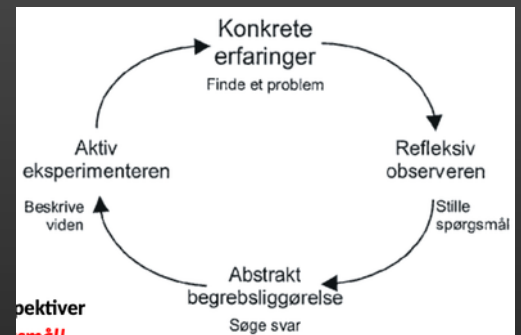 Konkrete
erfaringer
Finde et problem
Refleksiv
observeren
Stille
spørgsmål
Abstrakt
begrebsliggørelse
Søge svar
Aktiv
eksperimenteren
Beskrive
viden
pektiver